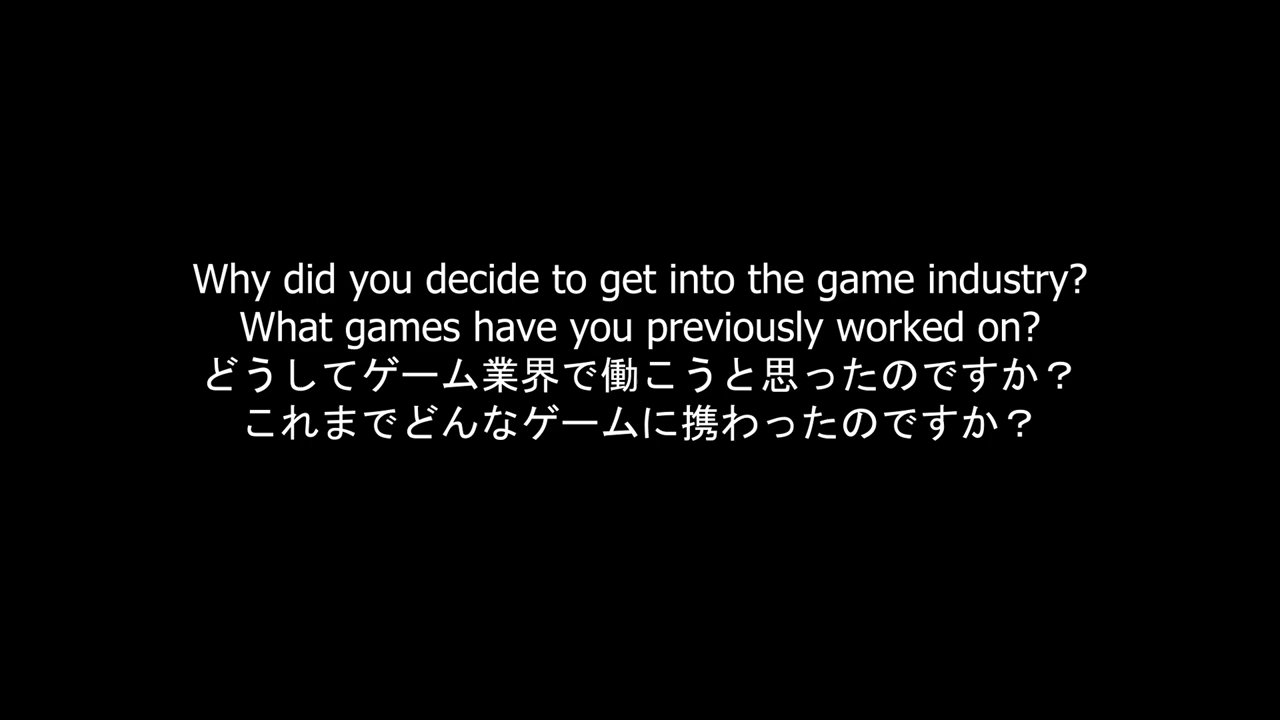 Why did you decide to get into the game industry?
What games have you previously worked on?
どうしてゲーム業界で働こうと思ったのですか？
これまでどんなゲームに携わったのですか？